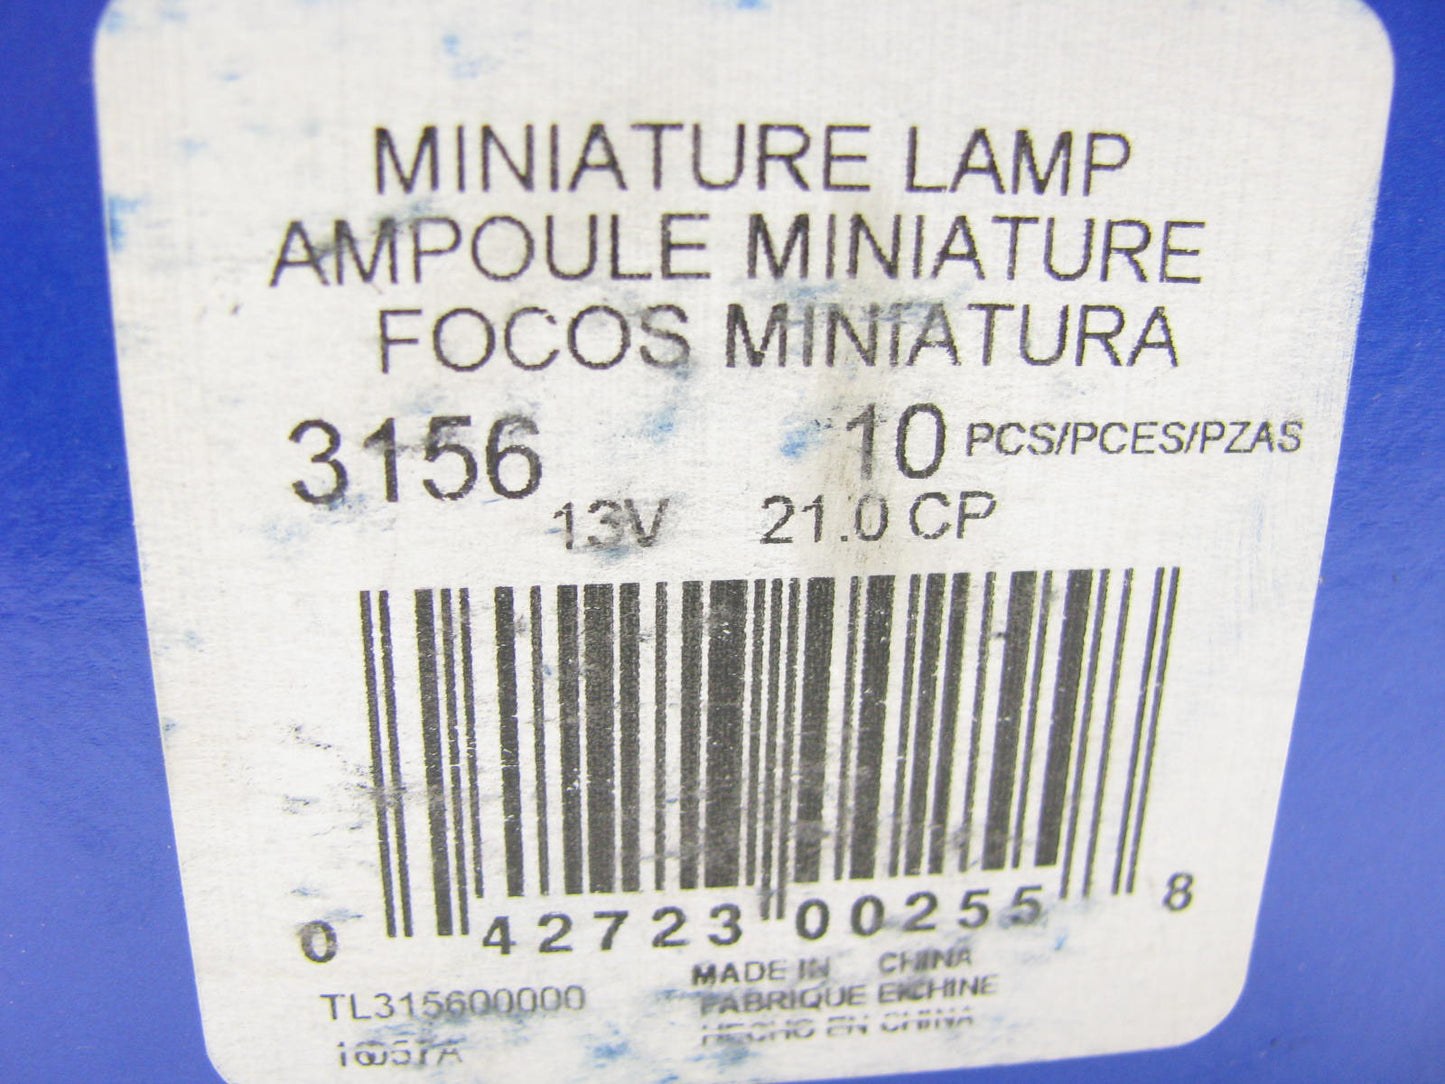 MINIATURE LAMP
AMPOULE MINIATURE
FOCOS MINIATURA
3156 10 PCS/PCES/PZAS
13V 21.0 CP
0 42723 00255 8
TL315600000
MADE IN CHINA
FABRIQUE EN CHINE
HECHO EN CHINA